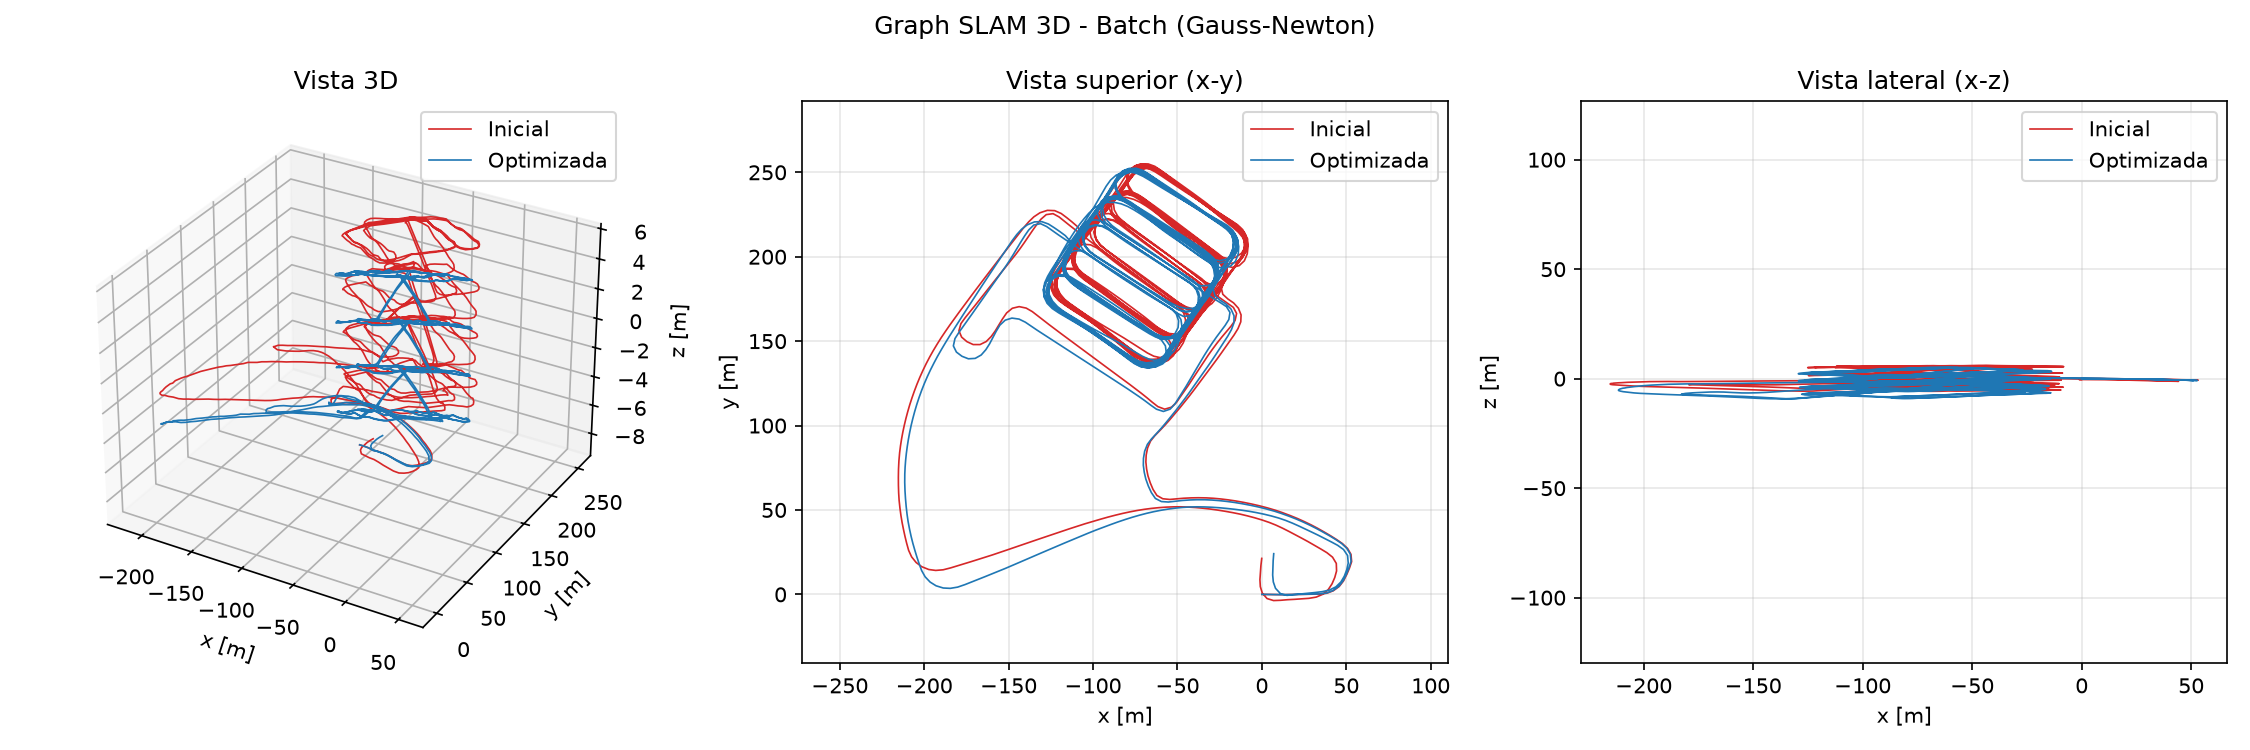 Graph SLAM 3D - Batch (Gauss-Newton)
Vista 3D
Inicial
Optimizada
6
4
2
0
−2
−4
−6
−8
z [m]
250
200
150
100
50
0
y [m]
−200
−150
−100
−50
0
50
x [m]
Vista superior (x-y)
Inicial
Optimizada
250
200
150
100
50
0
y [m]
−250
−200
−150
−100
−50
0
50
100
x [m]
Vista lateral (x-z)
Inicial
Optimizada
100
50
0
−50
−100
z [m]
−200
−150
−100
−50
0
50
x [m]